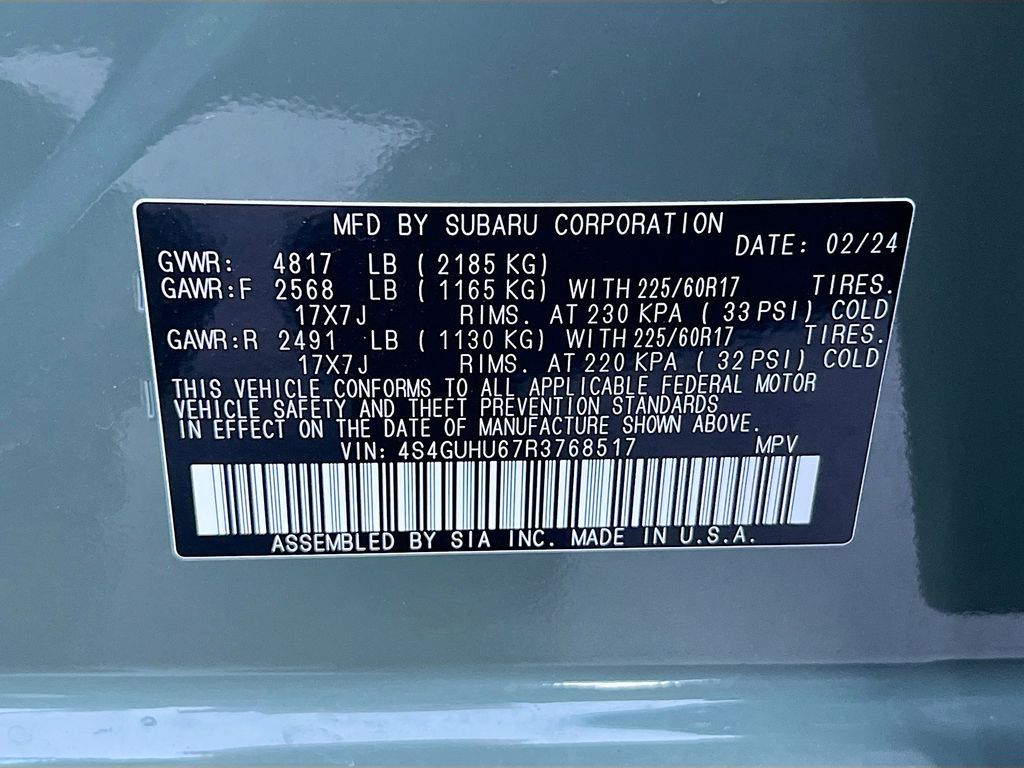 MFD BY SUBARU CORPORATION
DATE: 02/24
GVWR: 4817 LB ( 2185 KG)
GAWR:F 2568 LB ( 1165 KG) WITH 225/60R17 TIRES.
17X7J RIMS. AT 230 KPA ( 33 PSI) COLD
GAWR:R 2491 LB ( 1130 KG) WITH 225/60R17 TIRES.
17X7J RIMS. AT 220 KPA ( 32 PSI) COLD
THIS VEHICLE CONFORMS TO ALL APPLICABLE FEDERAL MOTOR
VEHICLE SAFETY AND THEFT PREVENTION STANDARDS
IN EFFECT ON THE DATE OF MANUFACTURE SHOWN ABOVE.
VIN: 4S4GUHU67R3768517 MPV
ASSEMBLED BY SIA INC. MADE IN U.S.A.